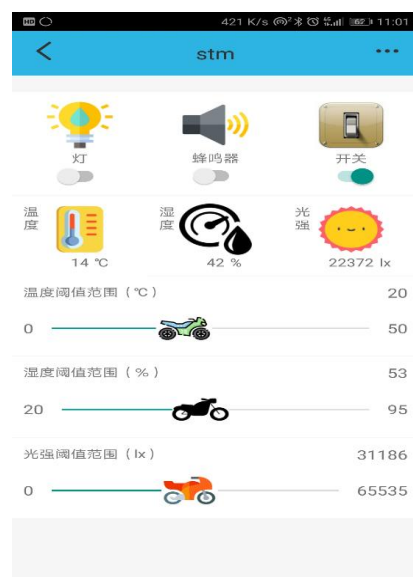 HD 421 K/s 62 11:01
stm
灯 蜂鸣器 开关
温度 湿度 光强
14 ℃ 42 % 22372 lx
温度阈值范围（℃） 20
0 50
湿度阈值范围（%） 53
20 95
光强阈值范围（lx） 31186
0 65535